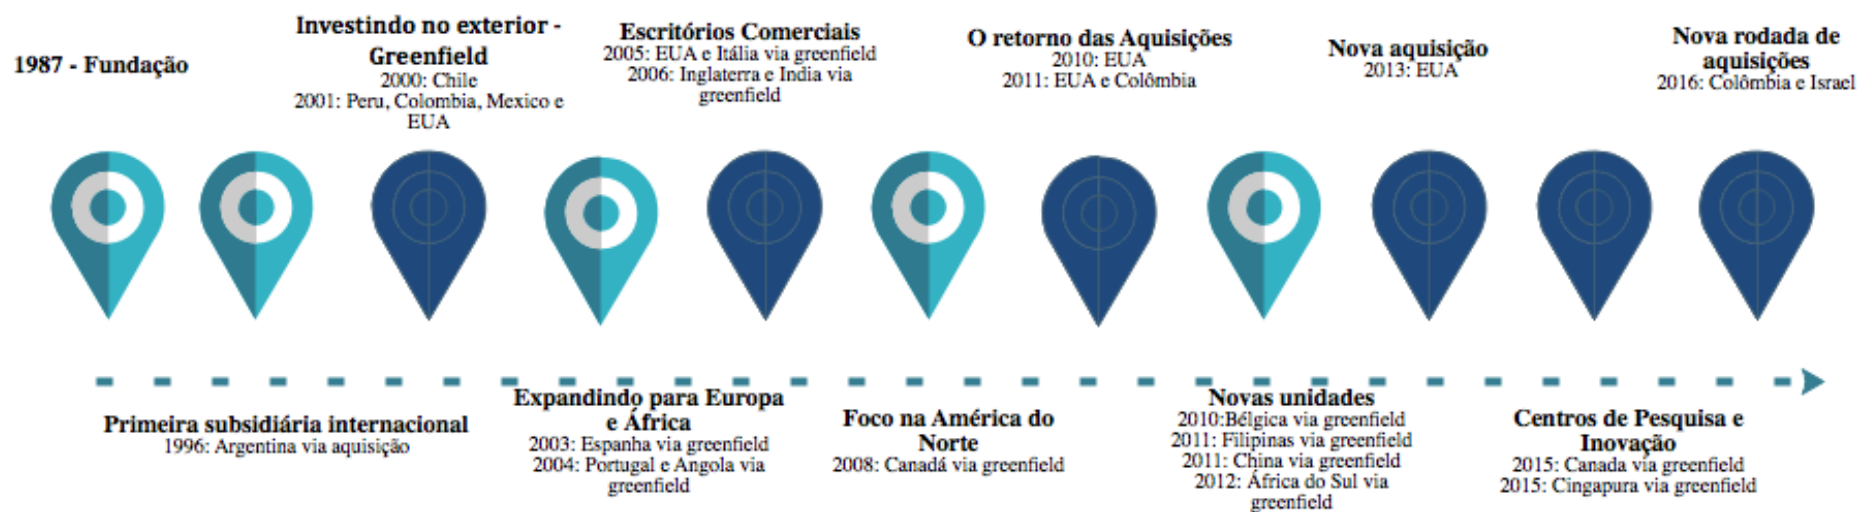 1987 - Fundação
Primeira subsidiária internacional
1996: Argentina via aquisição
Investindo no exterior -
Greenfield
2000: Chile
2001: Peru, Colombia, Mexico e
EUA
Expandindo para Europa
e África
2003: Espanha via greenfield
2004: Portugal e Angola via
greenfield
Escritórios Comerciais
2005: EUA e Itália via greenfield
2006: Inglaterra e India via
greenfield
Foco na América do
Norte
2008: Canadá via greenfield
O retorno das Aquisições
2010: EUA
2011: EUA e Colômbia
Novas unidades
2010:Bélgica via greenfield
2011: Filipinas via greenfield
2011: China via greenfield
2012: África do Sul via
greenfield
Nova aquisição
2013: EUA
Centros de Pesquisa e
Inovação
2015: Canada via greenfield
2015: Cingapura via greenfield
Nova rodada de
aquisições
2016: Colômbia e Israel